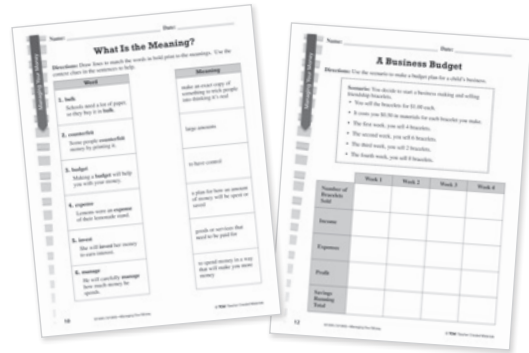 Name:
Date:
What Is the Meaning?
Directions: Draw lines to match the words in bold print to the meanings. Use the
context clues in the sentences to help.
Word
Meaning
1. bulk
Schools need a lot of paper,
so they buy it in bulk.
2. counterfeit
Some people counterfeit
money by printing it.
3. budget
Making a budget will help
you with your money.
4. expense
Lemons were an expense
of their lemonade stand.
5. invest
She will invest her money
to earn interest.
6. manage
He will carefully manage
how much money he
spends.
make an exact copy of
something to trick people
into thinking it's real
large amounts
to have control
a plan for how an amount
of money will be spent or
saved
goods or services that
need to be paid for
to spend money in a way
that will make you more
money
10
Name:
Date:
A Business Budget
Directions: Use the scenario to make a budget plan for a child's business.
Scenario: You decide to start a business making and selling
friendship bracelets.
• You sell the bracelets for $1.00 each.
• It costs you $0.50 in materials for each bracelet you make.
• The first week, you sell 4 bracelets.
• The second week, you sell 6 bracelets.
• The third week, you sell 2 bracelets.
• The fourth week, you sell 8 bracelets.
Week 1
Week 2
Week 3
Week 4
Number of
Bracelets
Sold
Income
Expenses
Profit
Savings
Running
Total
12